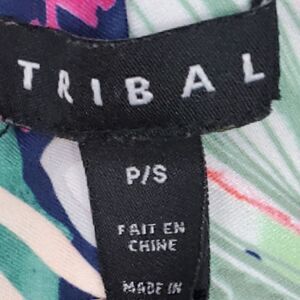 TRIBAL
P/S
FAIT EN
CHINE
MADE IN